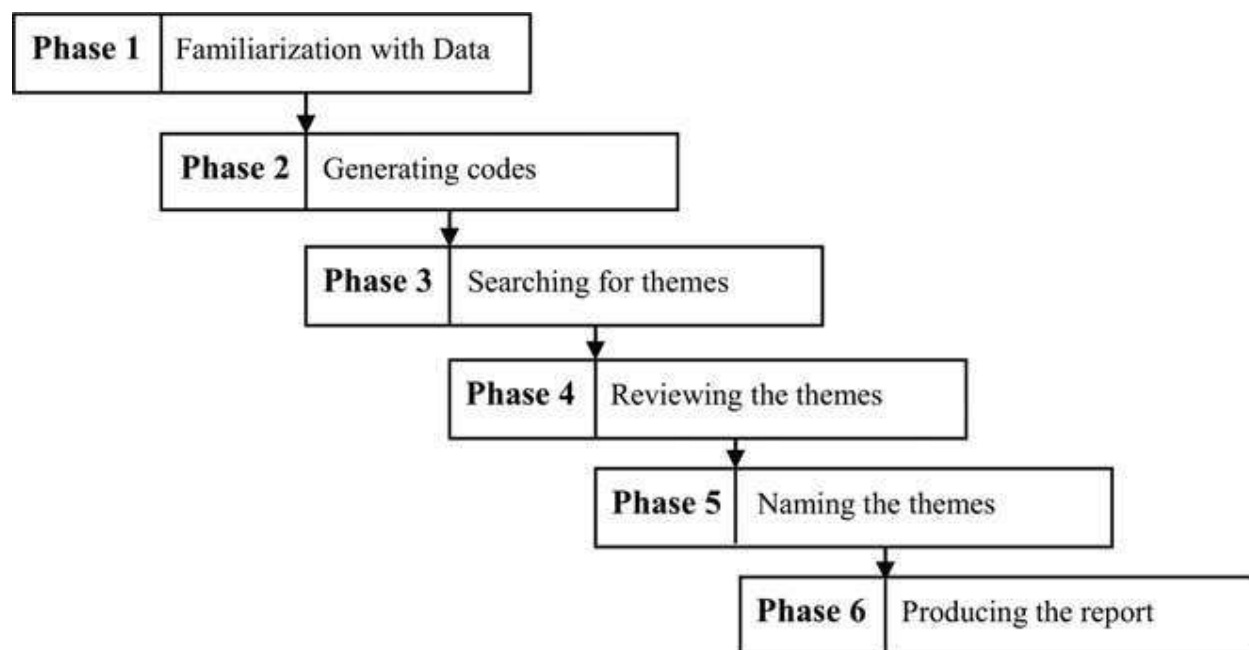 Phase 1 Familiarization with Data
Phase 2 Generating codes
Phase 3 Searching for themes
Phase 4 Reviewing the themes
Phase 5 Naming the themes
Phase 6 Producing the report